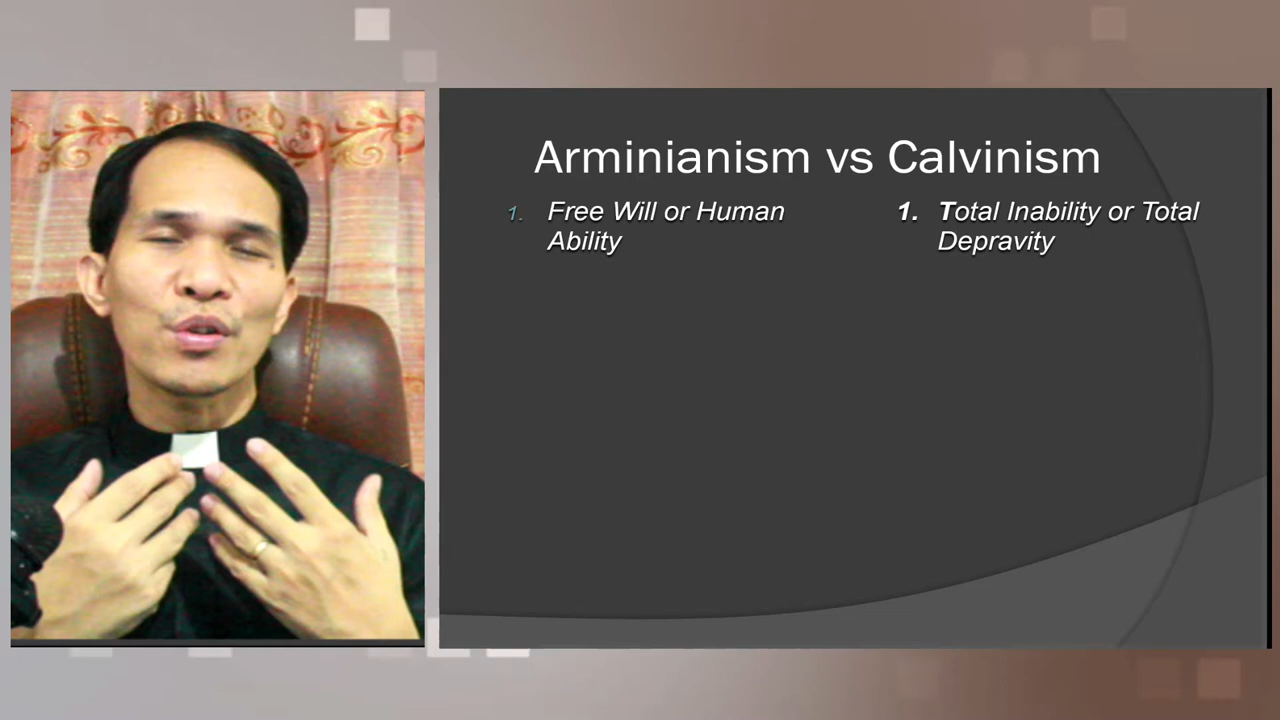 Arminianism vs Calvinism
1. Free Will or Human
Ability
1. Total Inability or Total
Depravity